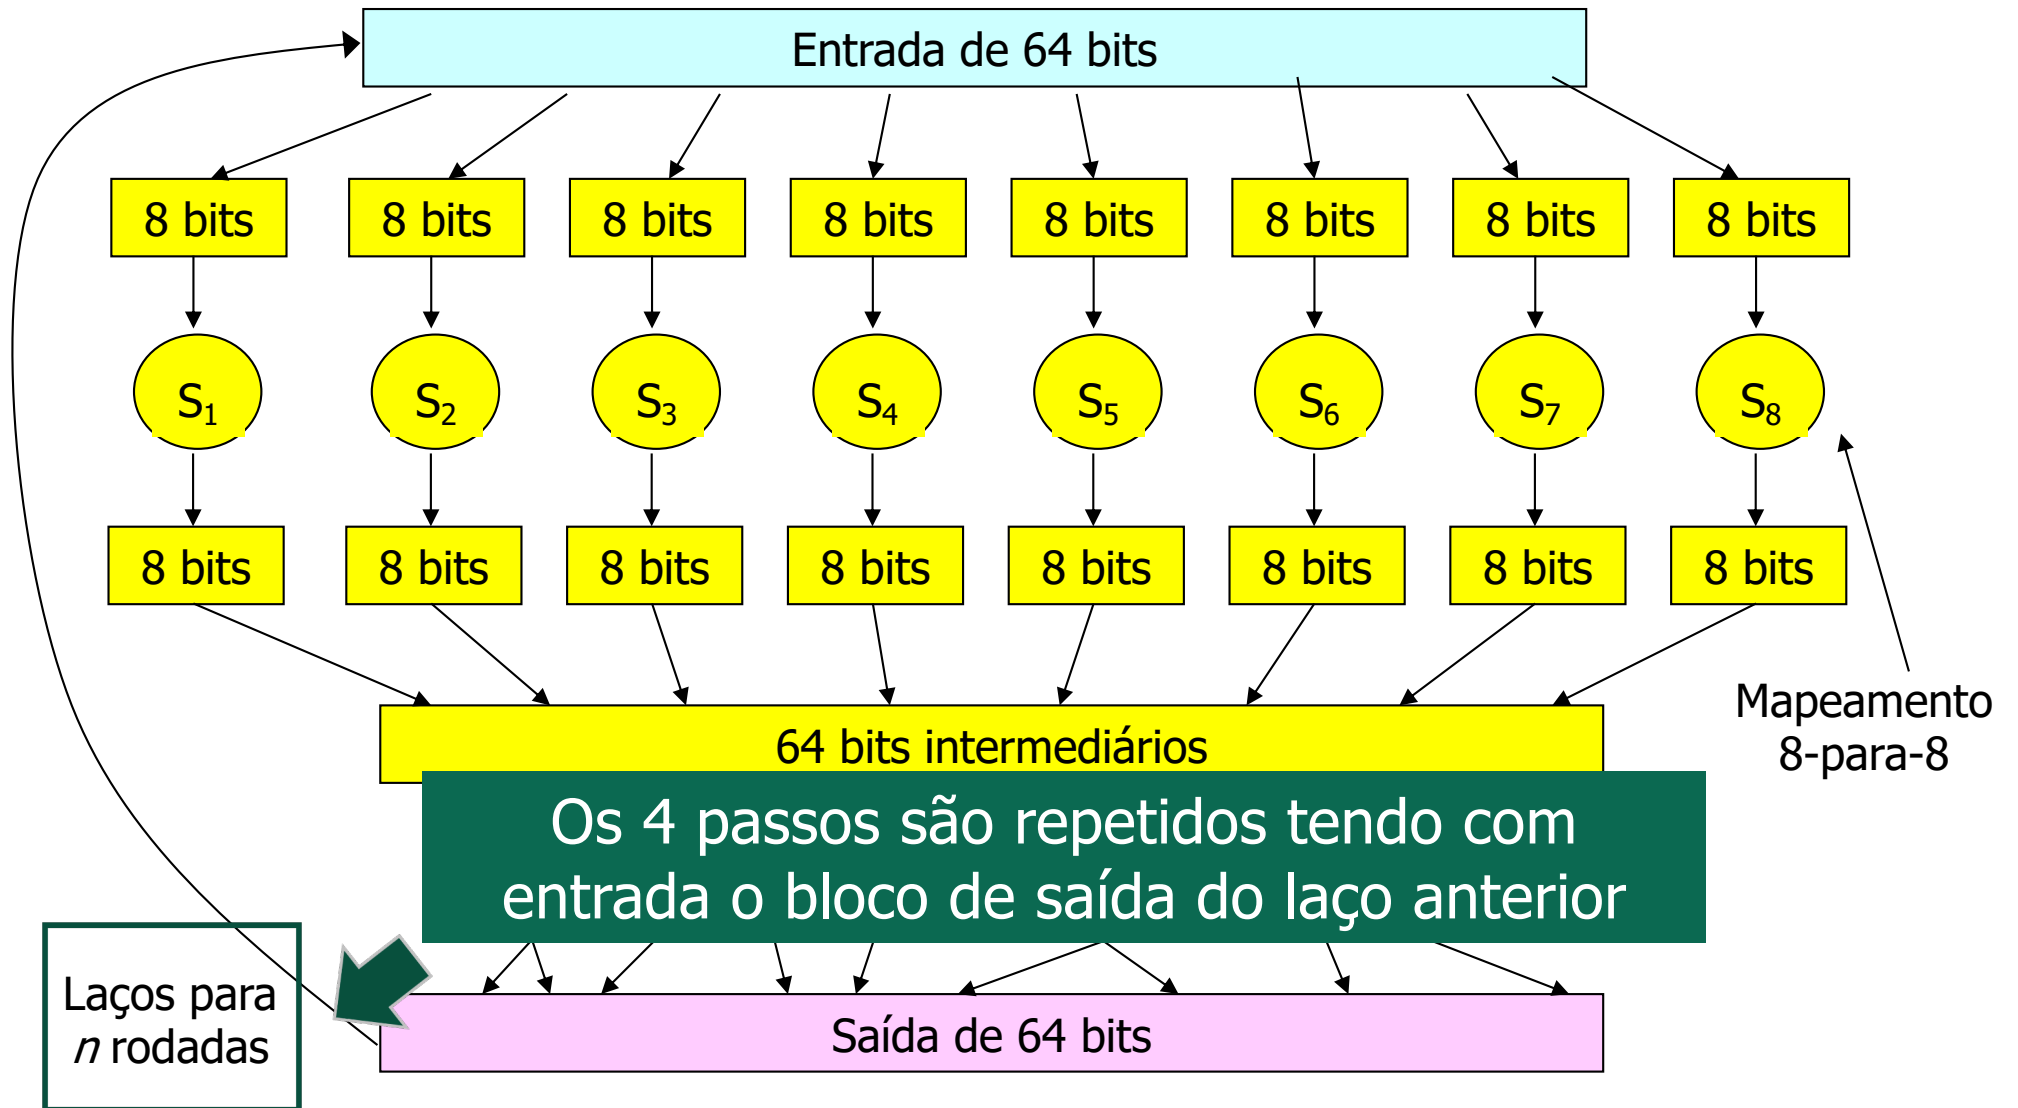 Entrada de 64 bits
8 bits 8 bits 8 bits 8 bits 8 bits 8 bits 8 bits 8 bits
S1 S2 S3 S4 S5 S6 S7 S8
8 bits 8 bits 8 bits 8 bits 8 bits 8 bits 8 bits 8 bits
Mapeamento
8-para-8
64 bits intermediários
Os 4 passos são repetidos tendo com
entrada o bloco de saída do laço anterior
Laços para
n rodadas
Saída de 64 bits